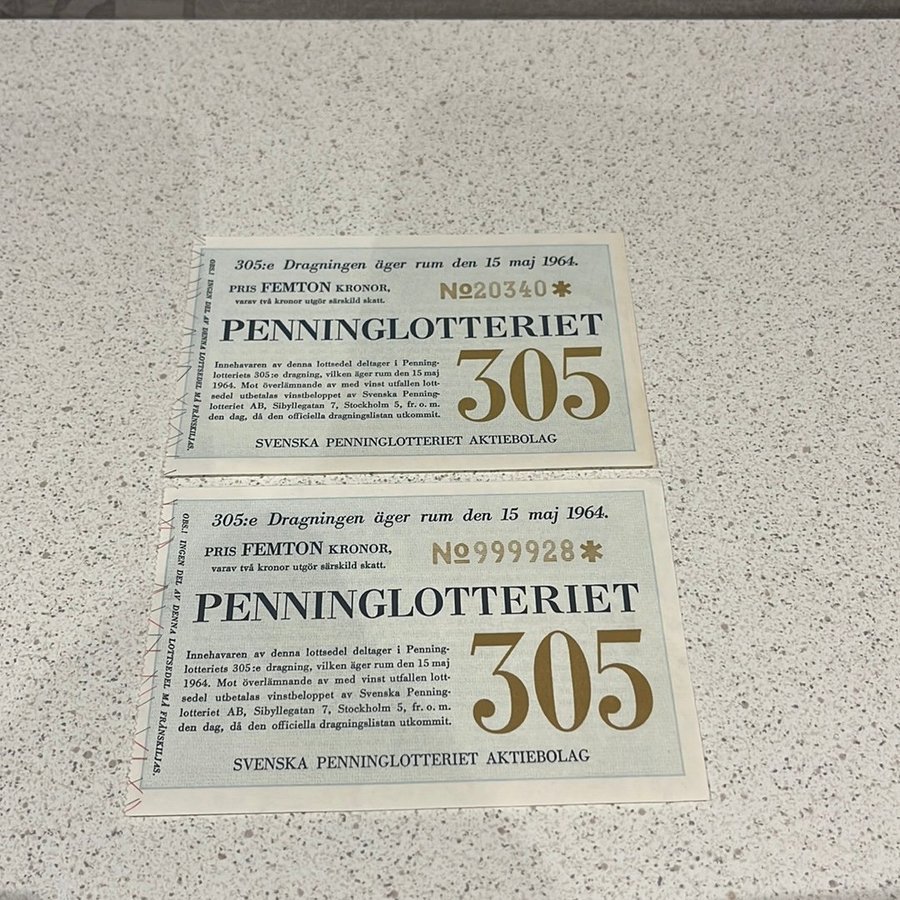 305:e Dragningen äger rum den 15 maj 1964.
PRIS FEMTON KRONOR,
varav två kronor utgör särskild skatt.
No20340*
PENNINGLOTTERIET
Innehavaren av denna lottsedel deltager i Penning-
lotteriets 305:e dragning, vilken äger rum den 15 maj
1964. Mot överlämnande av med vinst utfallen lott-
sedel utbetalas vinstbeloppet av Svenska Penning-
lotteriet AB, Sibyllegatan 7, Stockholm 5, fr. o. m.
den dag, då den officiella dragningslistan utkommit.
305
SVENSKA PENNINGLOTTERIET AKTIEBOLAG
OBS.! INGEN DEL AV DENNA LOTTSEDEL MÅ FRÅNSKILJAS.
305:e Dragningen äger rum den 15 maj 1964.
PRIS FEMTON KRONOR,
varav två kronor utgör särskild skatt.
No999928*
PENNINGLOTTERIET
Innehavaren av denna lottsedel deltager i Penning-
lotteriets 305:e dragning, vilken äger rum den 15 maj
1964. Mot överlämnande av med vinst utfallen lott-
sedel utbetalas vinstbeloppet av Svenska Penning-
lotteriet AB, Sibyllegatan 7, Stockholm 5, fr. o. m.
den dag, då den officiella dragningslistan utkommit.
305
SVENSKA PENNINGLOTTERIET AKTIEBOLAG
OBS.! INGEN DEL AV DENNA LOTTSEDEL MÅ FRÅNSKILJAS.